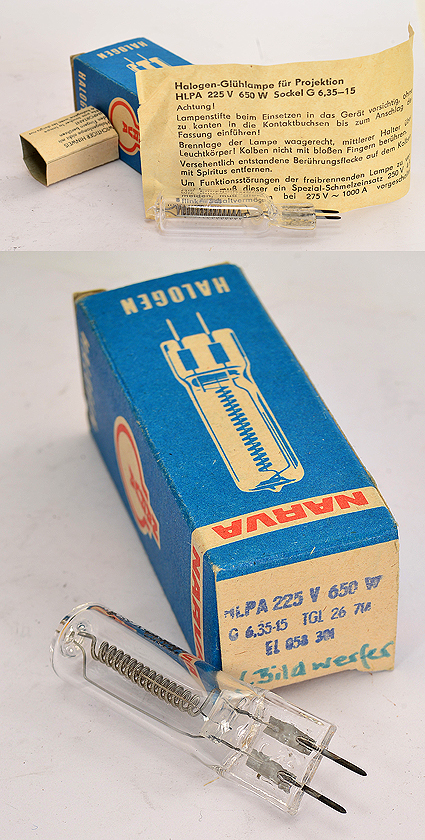 HALOGEN
Halogen-Glühlampe für Projektion
HLPA 225 V 650 W Sockel G 6,35–15
Achtung!
Lampenstifte beim Einsetzen in das Gerät vorsichtig, ohne
zu kanten in die Kontaktbuchsen bis zum Anschlag der
Fassung einführen!
Brennlage der Lampe waagerecht, mittlerer Halter über
Leuchtkörper! Kolben nicht mit bloßen Fingern berühren.
Versehentlich entstandene Berührungsflecke auf dem Kolben
mit Spiritus entfernen.
Um Funktionsstörungen der freibrennenden Lampe zu
muß dieser ein Spezial-Schmelzeinsatz 250 V
bei 275 V ~ 1000 A
HALOGEN
NARVA
NARVA
HLPA 225 V 650 W
G 6,35-15 TGL 26 714
EL 058 301
Bildwerfer